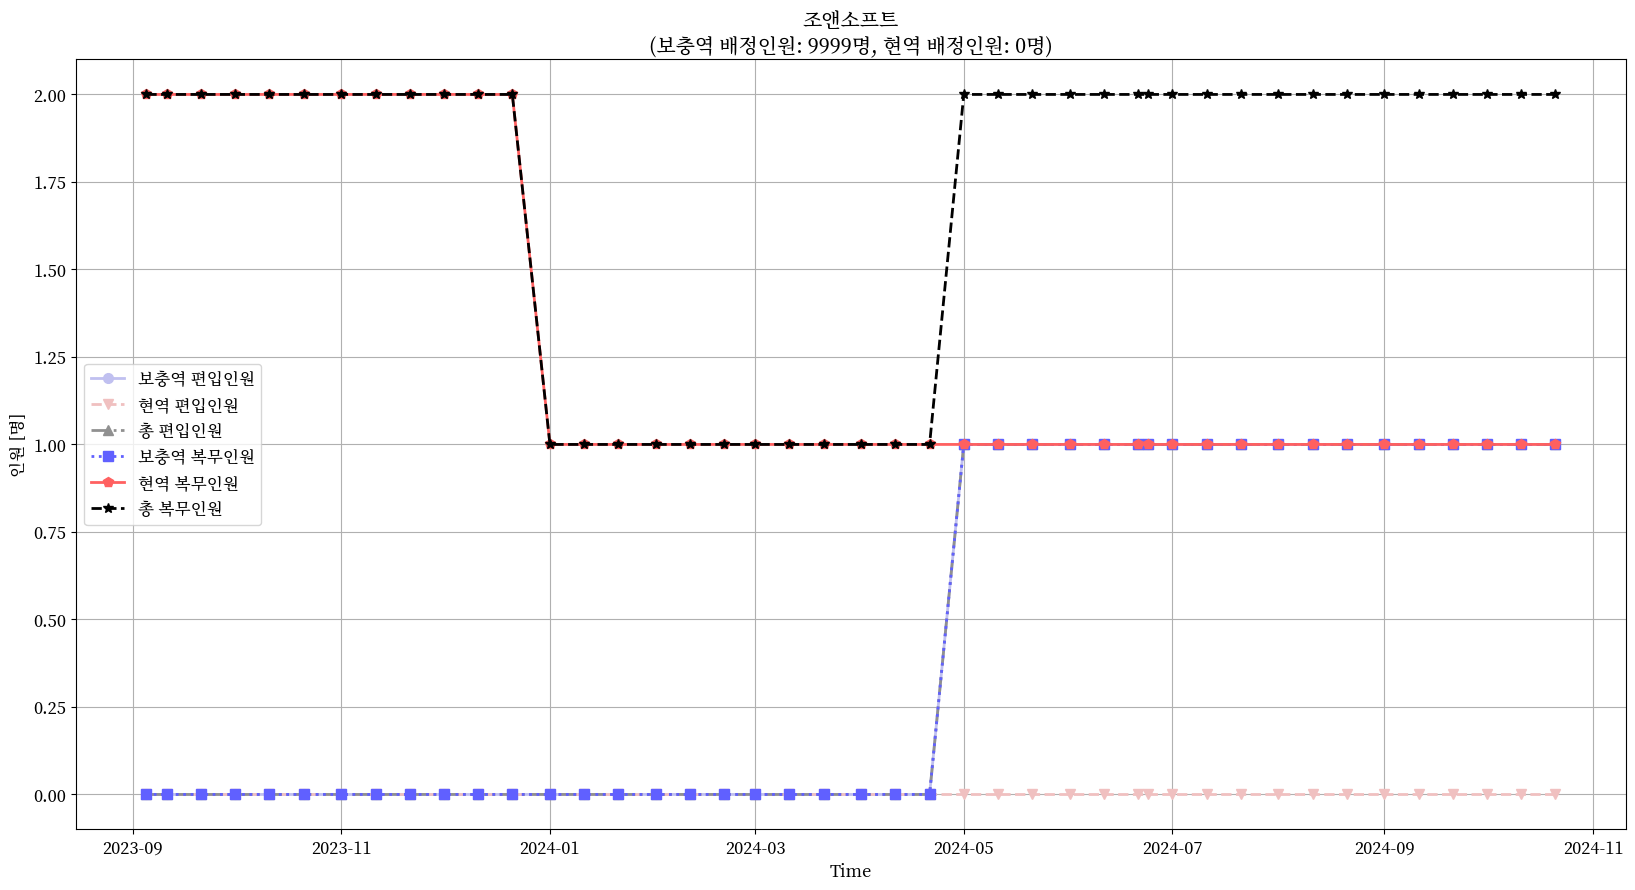 조앤소프트
(보충역 배정인원: 9999명, 현역 배정인원: 0명)
인원 [명]
2.00
1.75
1.50
1.25
1.00
0.75
0.50
0.25
0.00
보충역 편입인원
현역 편입인원
총 편입인원
보충역 복무인원
현역 복무인원
총 복무인원
2023-09
2023-11
2024-01
2024-03
2024-05
2024-07
2024-09
2024-11
Time